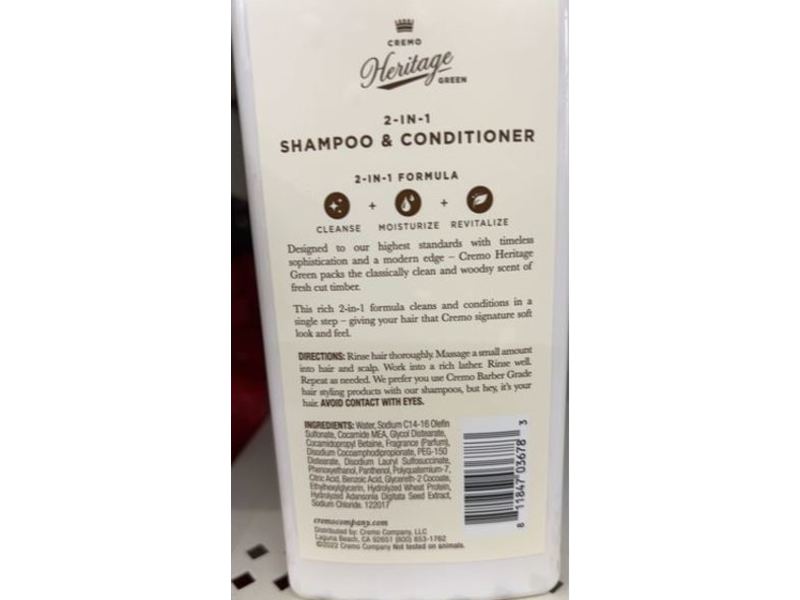 CREMO
Heritage
GREEN
2-IN-1
SHAMPOO & CONDITIONER
2-IN-1 FORMULA
CLEANSE + MOISTURIZE + REVITALIZE
Designed to our highest standards with timeless
sophistication and a modern edge – Cremo Heritage
Green packs the classically clean and woodsy scent of
fresh cut timber.
This rich 2-in-1 formula cleans and conditions in a
single step – giving your hair that Cremo signature soft
look and feel.
DIRECTIONS: Rinse hair thoroughly. Massage a small amount
into hair and scalp. Work into a rich lather. Rinse well.
Repeat as needed. We prefer you use Cremo Barber Grade
hair styling products with our shampoos, but hey, it's your
hair. AVOID CONTACT WITH EYES.
INGREDIENTS: Water, Sodium C14-16 Olefin
Sulfonate, Cocamide MEA, Glycol Distearate,
Cocamidopropyl Betaine, Fragrance (Parfum),
Disodium Cocoamphodipropionate, PEG-150
Distearate, Disodium Lauryl Sulfosuccinate,
Phenoxyethanol, Panthenol, Polyquaternium-7,
Citric Acid, Benzoic Acid, Glycereth-2 Cocoate,
Ethylhexylglycerin, Hydrolyzed Wheat Protein,
Hydrolyzed Adansonia Digitata Seed Extract,
Sodium Chloride. 122017
8 11847 03678 3
cremocompany.com
Distributed by: Cremo Company, LLC
Laguna Beach, CA 92651 (800) 853-1762
©2022 Cremo Company Not tested on animals.